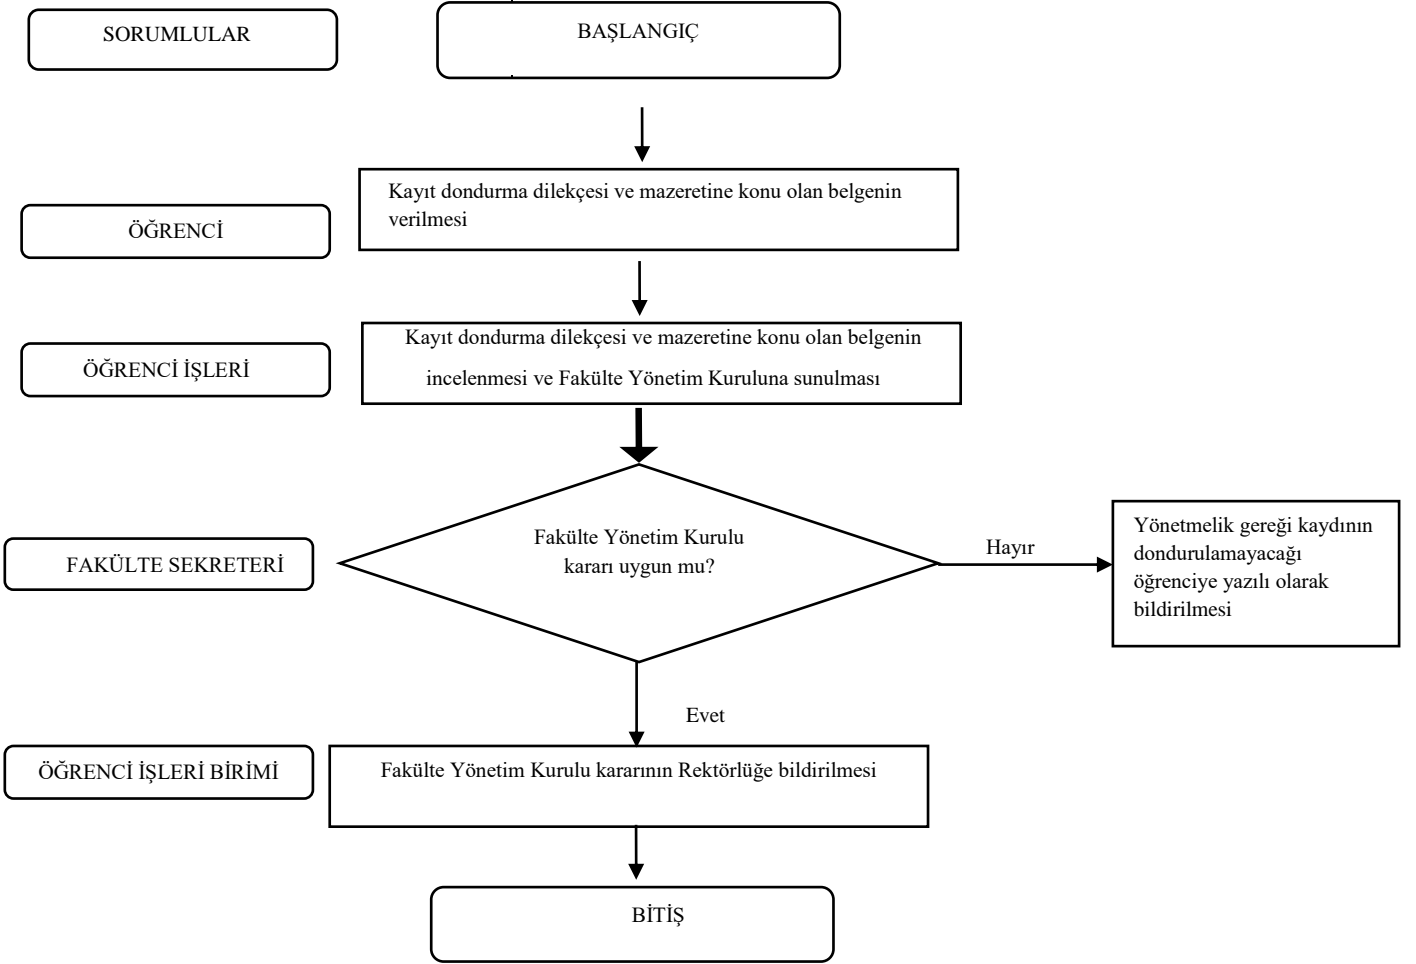 SORUMLULAR
BAŞLANGIÇ
Kayıt dondurma dilekçesi ve mazeretine konu olan belgenin
verilmesi
ÖĞRENCİ
Kayıt dondurma dilekçesi ve mazeretine konu olan belgenin
incelenmesi ve Fakülte Yönetim Kuruluna sunulması
ÖĞRENCİ İŞLERİ
FAKÜLTE SEKRETERİ
Fakülte Yönetim Kurulu
kararı uygun mu?
Hayır
Yönetmelik gereği kaydının
dondurulamayacağı
öğrenciye yazılı olarak
bildirilmesi
Evet
ÖĞRENCİ İŞLERİ BİRİMİ
Fakülte Yönetim Kurulu kararının Rektörlüğe bildirilmesi
BİTİŞ